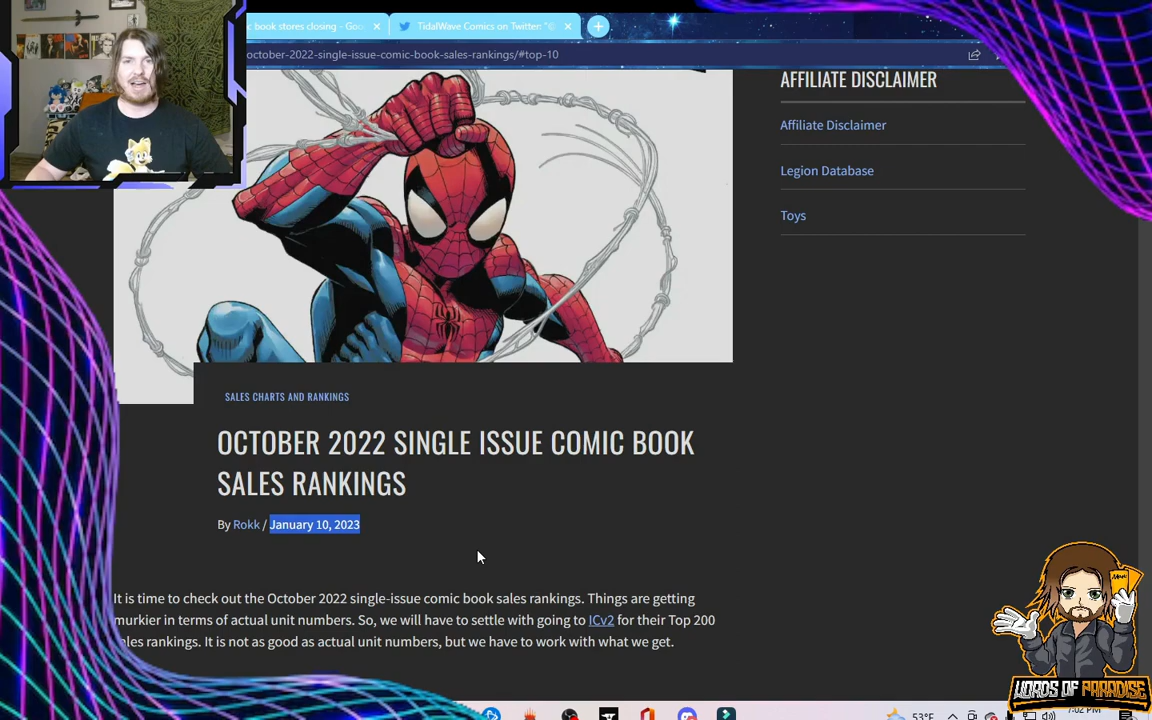 c book stores closing - Goo
TidalWave Comics on Twitter: "©
october-2022-single-issue-comic-book-sales-rankings/#top-10
AFFILIATE DISCLAIMER
Affiliate Disclaimer
Legion Database
Toys
SALES CHARTS AND RANKINGS
OCTOBER 2022 SINGLE ISSUE COMIC BOOK
SALES RANKINGS
By Rokk / January 10, 2023
It is time to check out the October 2022 single-issue comic book sales rankings. Things are getting
murkier in terms of actual unit numbers. So, we will have to settle with going to ICv2 for their Top 200
sales rankings. It is not as good as actual unit numbers, but we have to work with what we get.
WORDS OF PARADISE
53°F
7:02 PM